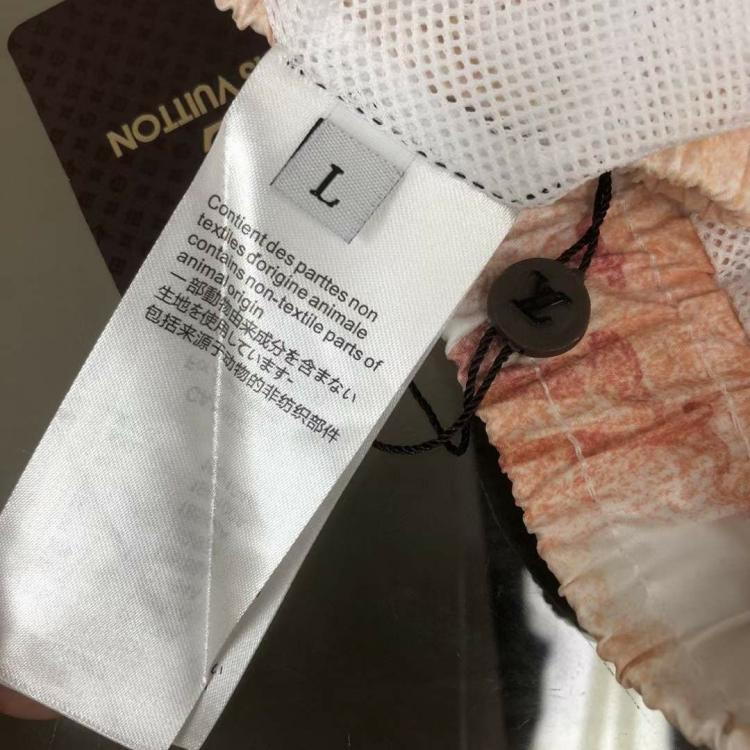 VUITTON
L
Contient des parttes non
textiles d'origine animale
contains non-textile parts of
animal origin
一部動物由来成分を含まない
生地を使用しています-
包括来源于动物的非纺织部件
LV